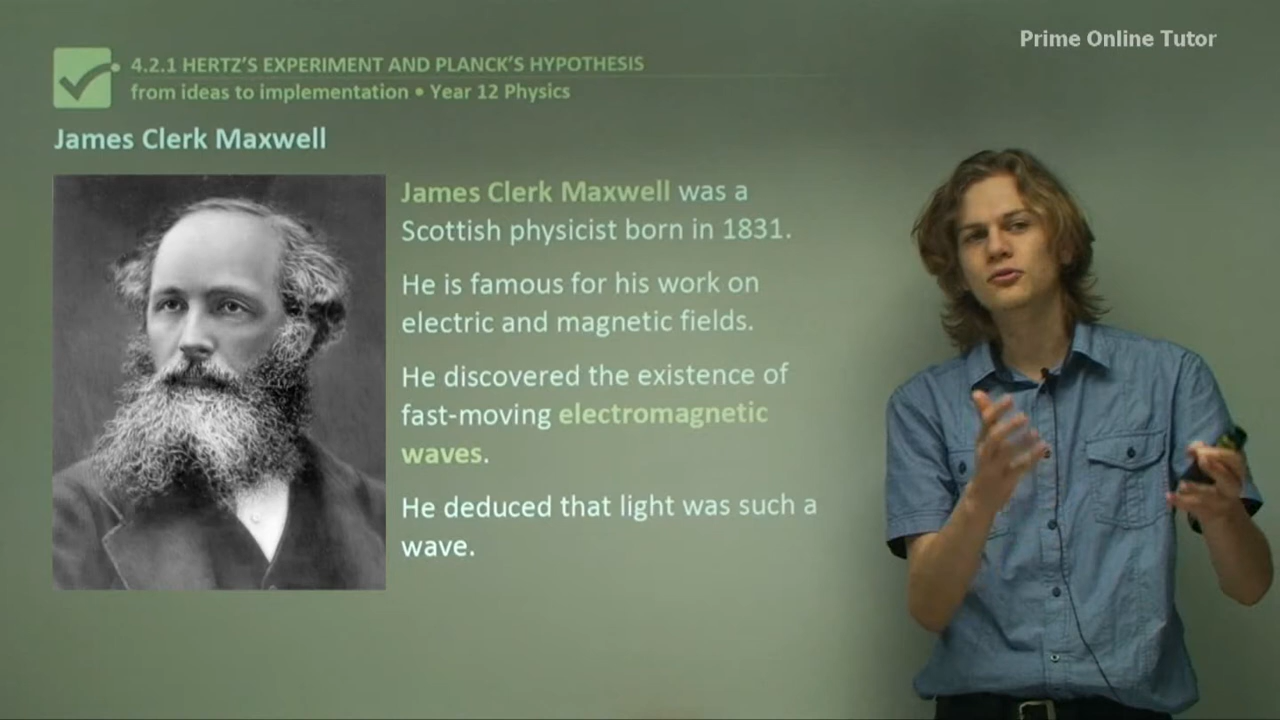 Prime Online Tutor
4.2.1 HERTZ'S EXPERIMENT AND PLANCK'S HYPOTHESIS
from ideas to implementation • Year 12 Physics
James Clerk Maxwell
James Clerk Maxwell was a
Scottish physicist born in 1831.
He is famous for his work on
electric and magnetic fields.
He discovered the existence of
fast-moving electromagnetic
waves.
He deduced that light was such a
wave.